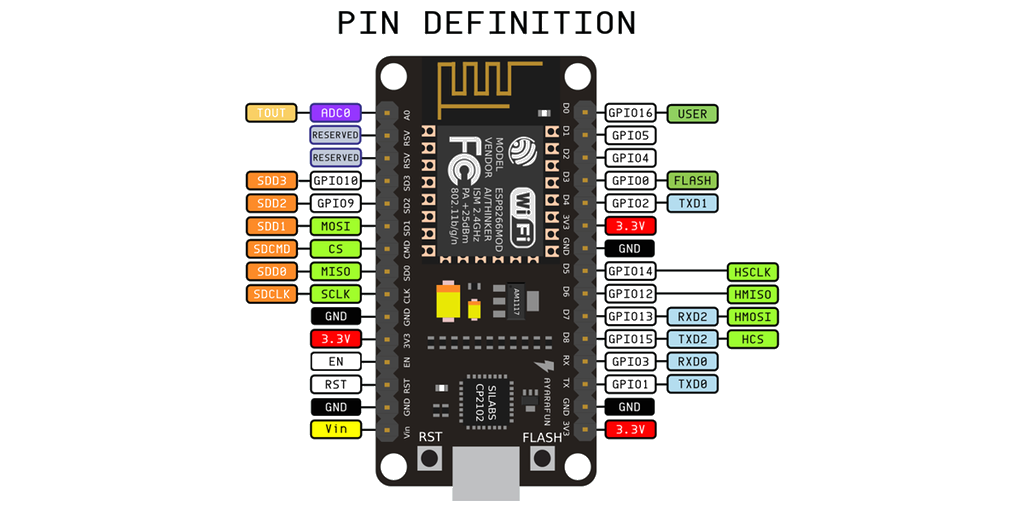 PIN DEFINITION
TOUT ADC0 A0 D0 GPIO16 USER
RESERVED RSV D1 GPIO5
RESERVED RSV D2 GPIO4
SDD3 GPIO10 SD3 D3 GPIO0 FLASH
SDD2 GPIO9 SD2 D4 GPIO2 TXD1
SDD1 MOSI SD1 3V3 3.3V
SDCMD CS CMD GND GND
SDD0 MISO SD0 D5 GPIO14 HSCLK
SDCLK SCLK CLK D6 GPIO12 HMISO
GND GND D7 GPIO13 RXD2 HMOSI
3.3V 3V3 D8 GPIO15 TXD2 HCS
EN EN RX GPIO3 RXD0
RST RST TX GPIO1 TXD0
GND GND GND GND
Vin Vin 3V3 3.3V
MODEL
VENDOR
FC
Wi Fi
ESP8266MOD
AI/THINKER
ISM 2.4GHz
PA +25dBm
802.11b/g/n
AM1117
AYARAFUN
SILABS
CP2102
RST
FLASH